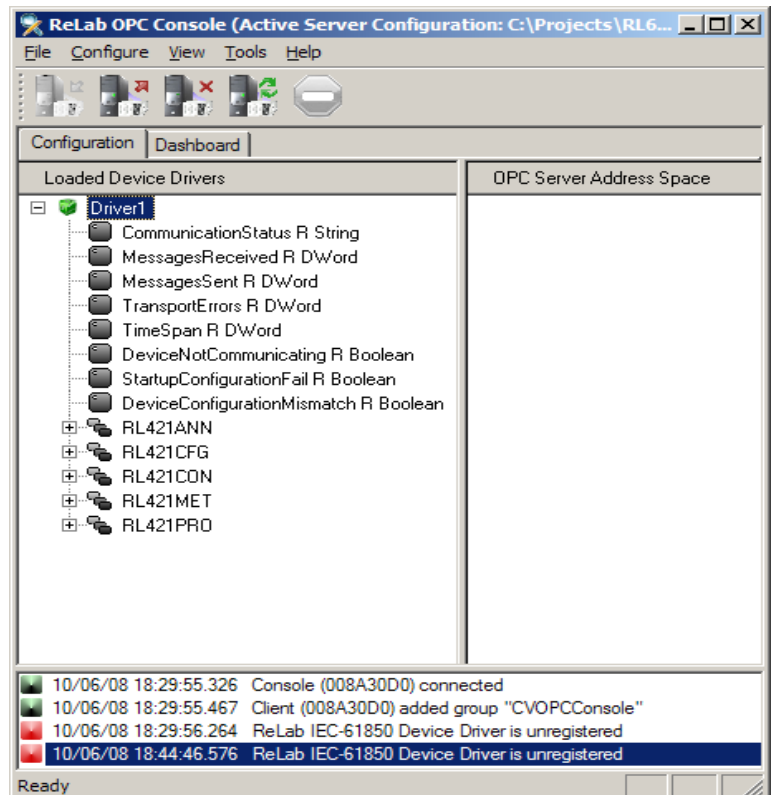 ReLab OPC Console (Active Server Configuration: C:\Projects\RL6...
File Configure View Tools Help
Configuration Dashboard
Loaded Device Drivers OPC Server Address Space
Driver1
CommunicationStatus R String
MessagesReceived R DWord
MessagesSent R DWord
TransportErrors R DWord
TimeSpan R DWord
DeviceNotCommunicating R Boolean
StartupConfigurationFail R Boolean
DeviceConfigurationMismatch R Boolean
RL421ANN
RL421CFG
RL421CON
RL421MET
RL421PRO
10/06/08 18:29:55.326 Console (008A30D0) connected
10/06/08 18:29:55.467 Client (008A30D0) added group "CVOPCConsole"
10/06/08 18:29:56.264 ReLab IEC-61850 Device Driver is unregistered
10/06/08 18:44:46.576 ReLab IEC-61850 Device Driver is unregistered
Ready